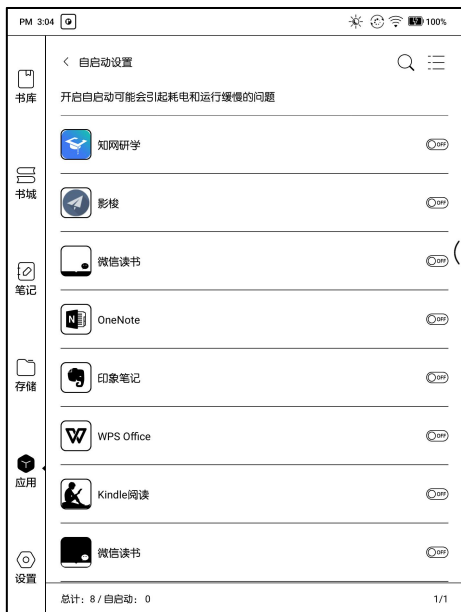 PM 3:04
100%
自启动设置
开启自启动可能会引起耗电和运行缓慢的问题
书库
书城
笔记
存储
应用
设置
知网研学
OFF
影梭
OFF
微信读书
OFF
N
OneNote
OFF
印象笔记
OFF
W
WPS Office
OFF
Kindle阅读
OFF
微信读书
OFF
总计: 8 / 自启动: 0
1/1